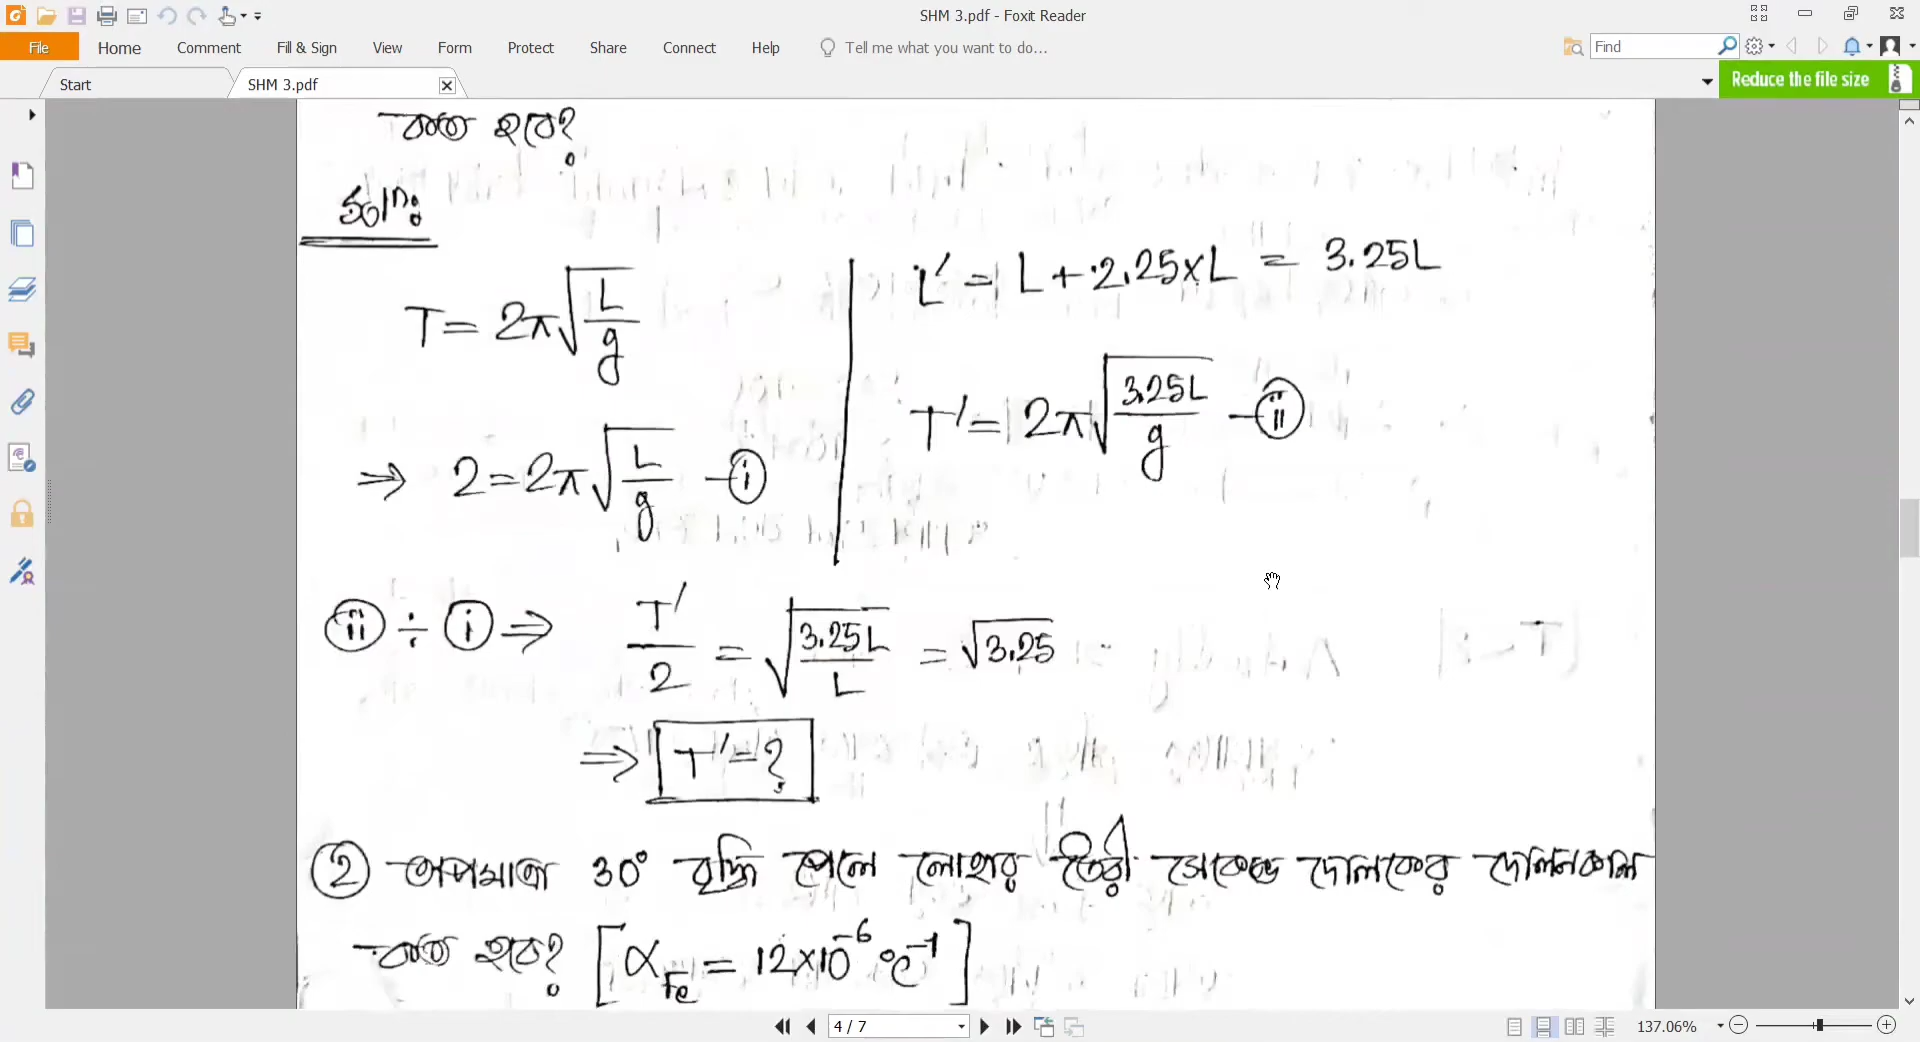 SHM 3.pdf - Foxit Reader
File Home Comment Fill & Sign View Form Protect Share Connect Help Tell me what you want to do... Find
Start SHM 3.pdf Reduce the file size
কত হবে?
Soln:
T = 2π√(L/g)
L' = L + 2.25×L = 3.25L
⇒ 2 = 2π√(L/g) – (i)
T' = 2π√(3.25L/g) – (ii)
(ii) ÷ (i) ⇒ T'/2 = √(3.25L/L) = √3.25
⇒ T' = ?
(2) তাপমাত্রা 30° বৃদ্ধি পেলে লোহার তৈরী সেকেন্ড দোলকের দোলনকাল
কত হবে? [α_Fe = 12×10⁻⁶ °C⁻¹]
4 / 7 137.06%